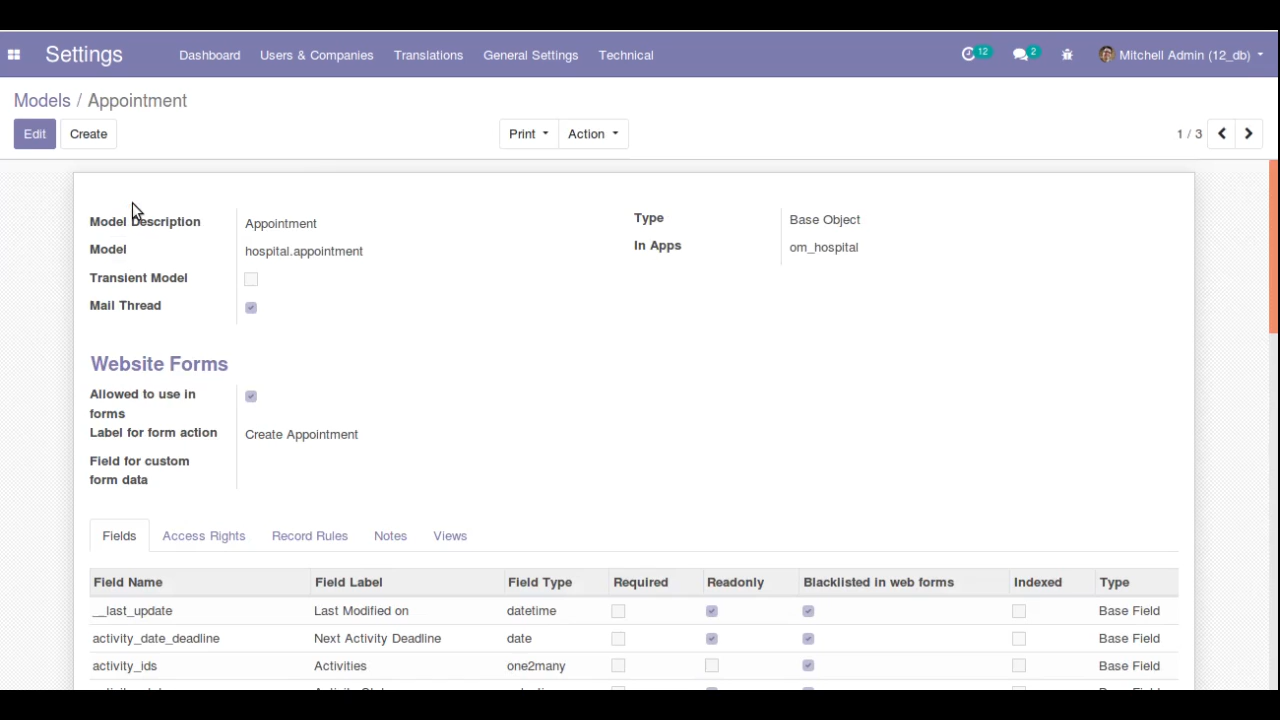 Settings Dashboard Users & Companies Translations General Settings Technical 12 2 Mitchell Admin (12_db)
Models / Appointment
Edit Create Print Action 1 / 3
Model Description Appointment Type Base Object
Model hospital.appointment In Apps om_hospital
Transient Model
Mail Thread
Website Forms
Allowed to use in
forms
Label for form action Create Appointment
Field for custom
form data
Fields Access Rights Record Rules Notes Views
Field Name Field Label Field Type Required Readonly Blacklisted in web forms Indexed Type
__last_update Last Modified on datetime Base Field
activity_date_deadline Next Activity Deadline date Base Field
activity_ids Activities one2many Base Field